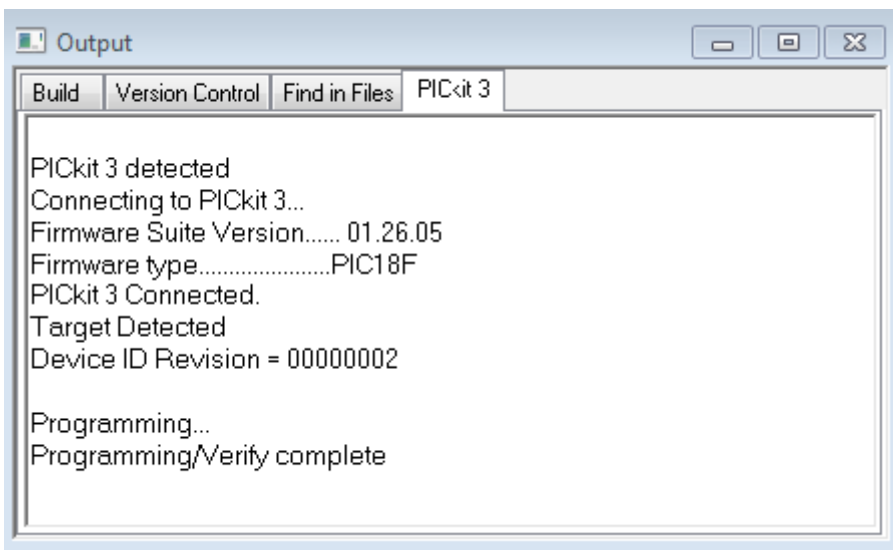 Output
Build Version Control Find in Files PICkit 3
PICkit 3 detected
Connecting to PICkit 3...
Firmware Suite Version...... 01.26.05
Firmware type......................PIC18F
PICkit 3 Connected.
Target Detected
Device ID Revision = 00000002
Programming...
Programming/Verify complete